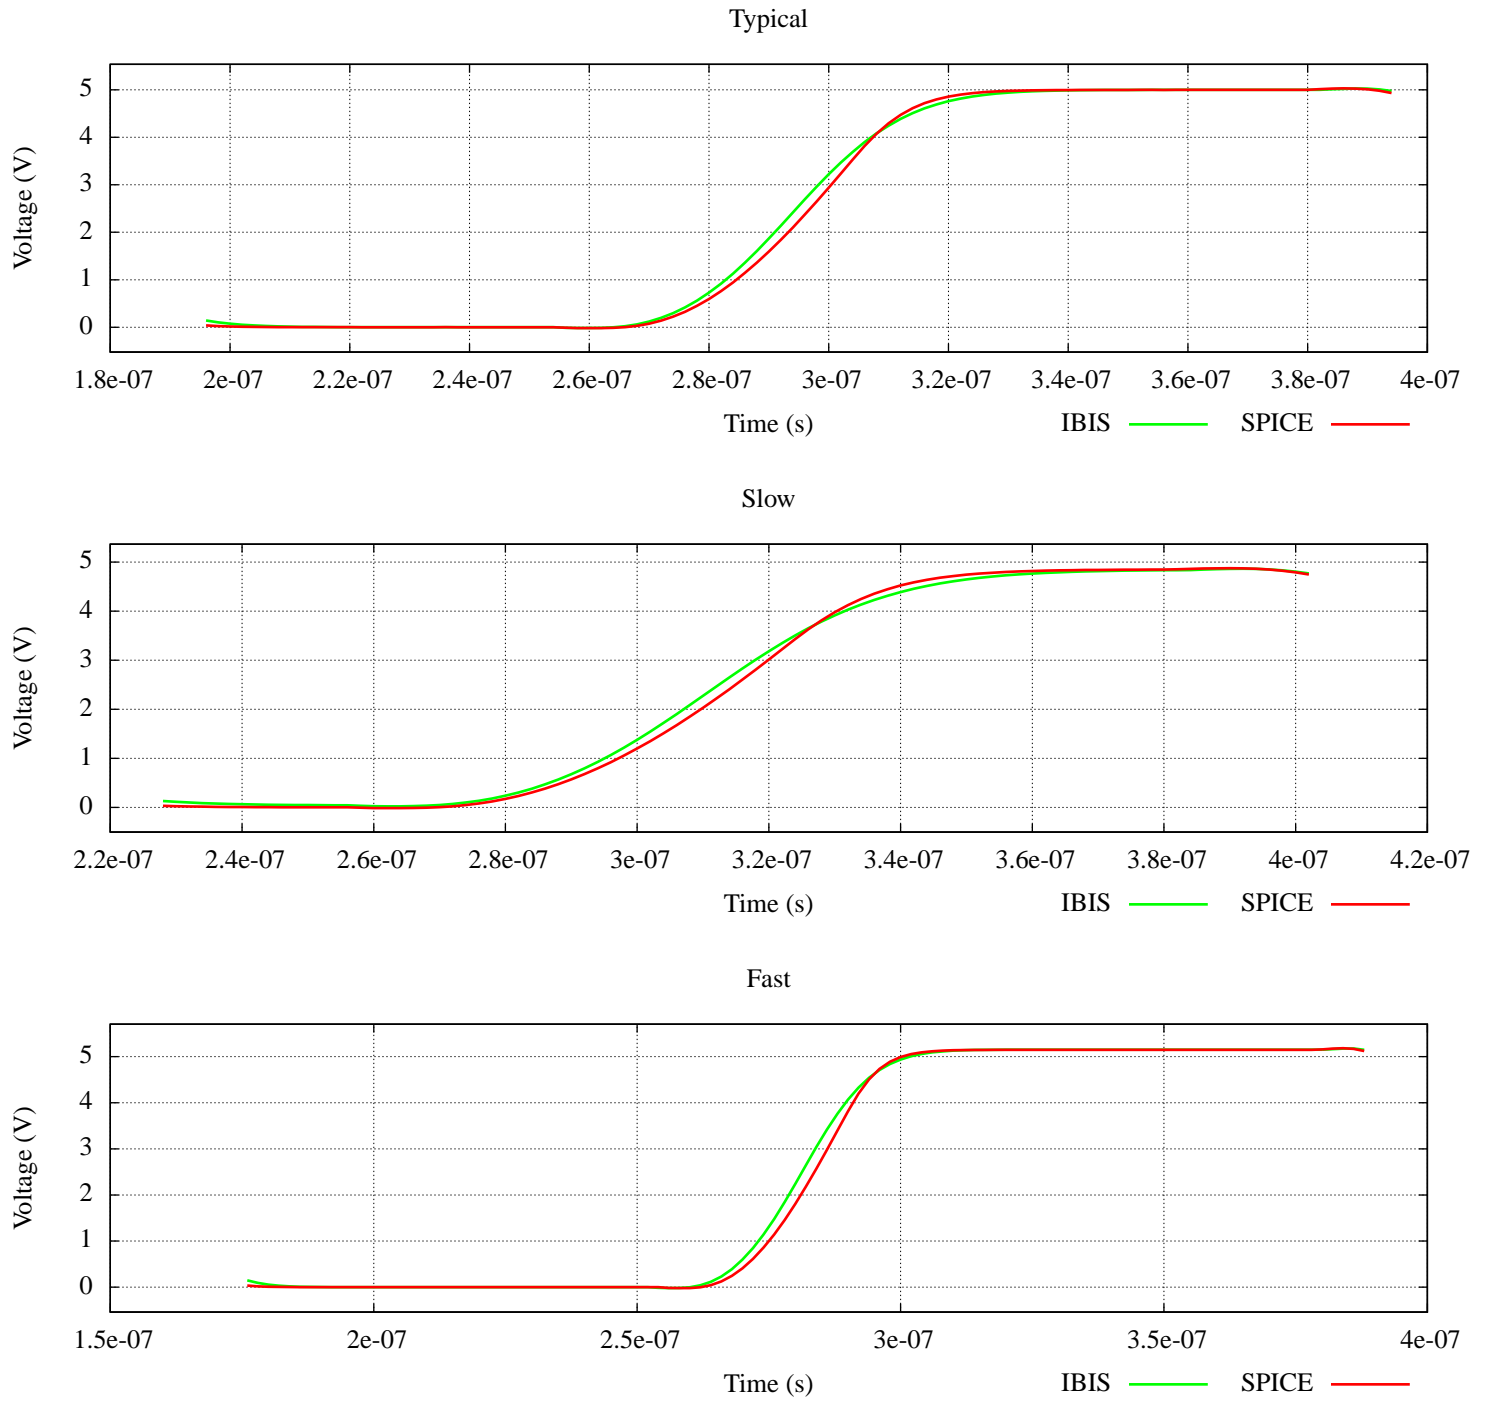 Typical
Voltage (V)
5
4
3
2
1
0
1.8e-07 2e-07 2.2e-07 2.4e-07 2.6e-07 2.8e-07 3e-07 3.2e-07 3.4e-07 3.6e-07 3.8e-07 4e-07
Time (s)
IBIS SPICE
Slow
Voltage (V)
5
4
3
2
1
0
2.2e-07 2.4e-07 2.6e-07 2.8e-07 3e-07 3.2e-07 3.4e-07 3.6e-07 3.8e-07 4e-07 4.2e-07
Time (s)
IBIS SPICE
Fast
Voltage (V)
5
4
3
2
1
0
1.5e-07 2e-07 2.5e-07 3e-07 3.5e-07 4e-07
Time (s)
IBIS SPICE